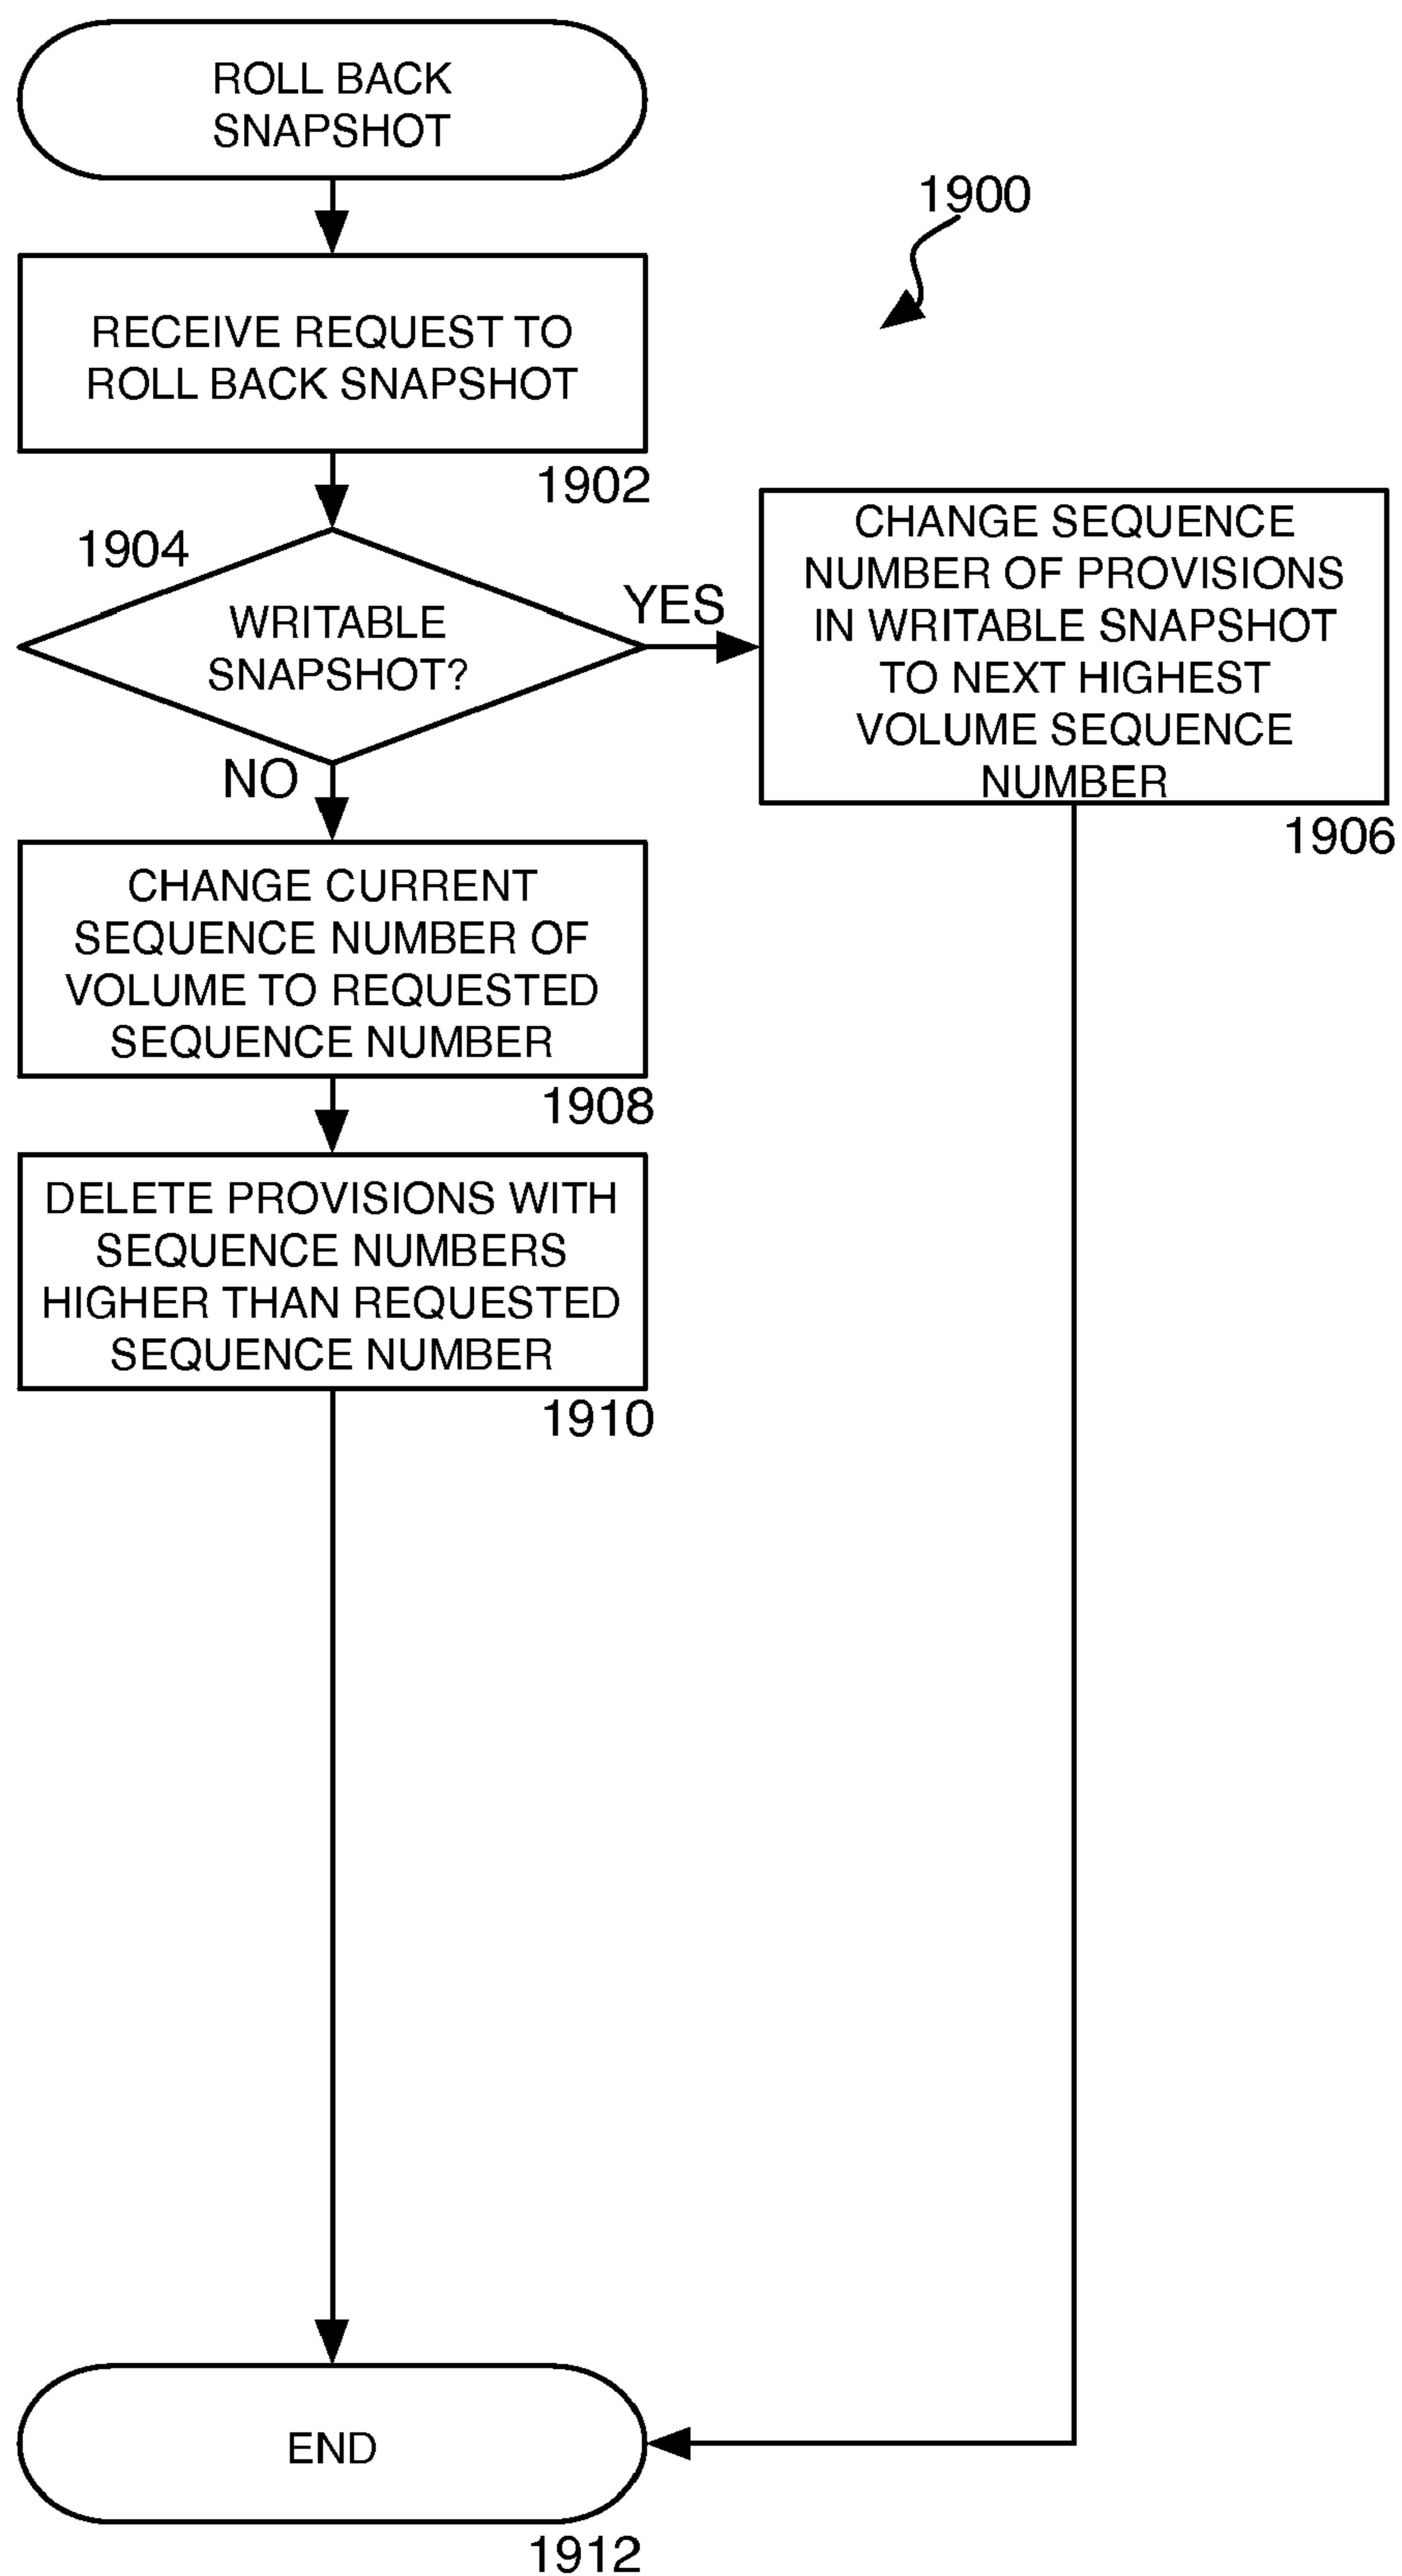 ROLL BACK
SNAPSHOT
1900
RECEIVE REQUEST TO
ROLL BACK SNAPSHOT
1902
1904
WRITABLE
SNAPSHOT?
YES
NO
CHANGE SEQUENCE
NUMBER OF PROVISIONS
IN WRITABLE SNAPSHOT
TO NEXT HIGHEST
VOLUME SEQUENCE
NUMBER
1906
CHANGE CURRENT
SEQUENCE NUMBER OF
VOLUME TO REQUESTED
SEQUENCE NUMBER
1908
DELETE PROVISIONS WITH
SEQUENCE NUMBERS
HIGHER THAN REQUESTED
SEQUENCE NUMBER
1910
END
1912